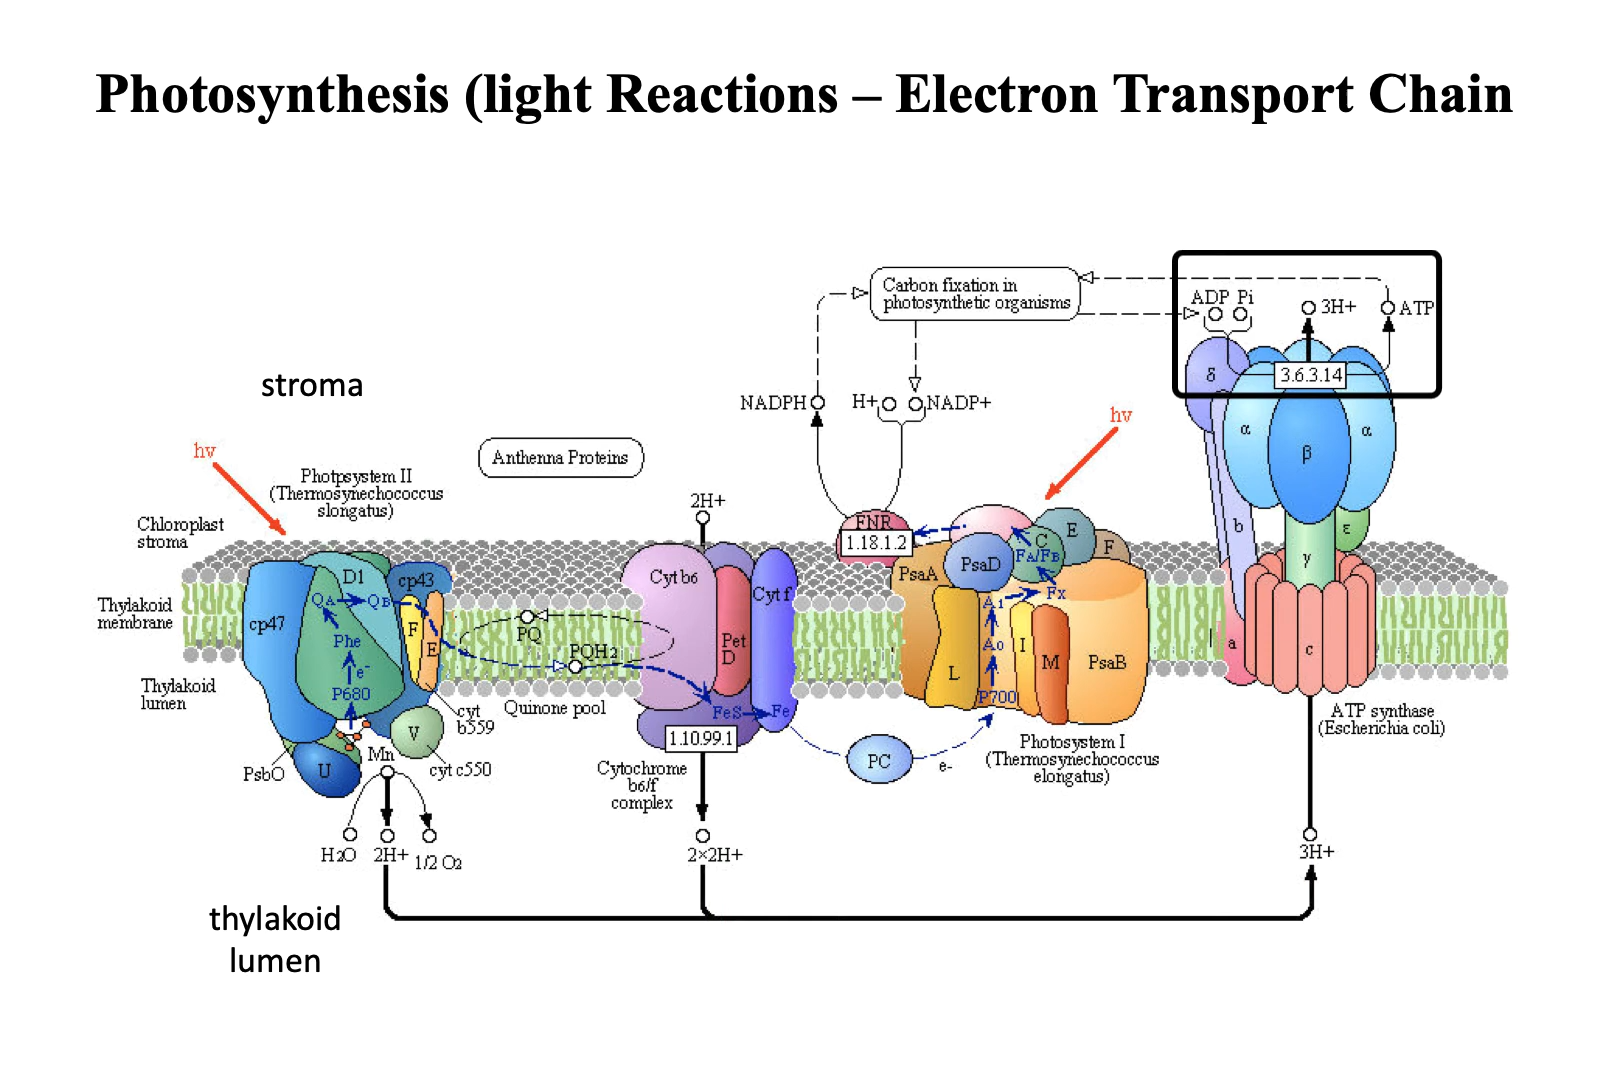 Photosynthesis (light Reactions – Electron Transport Chain
Carbon fixation in
photosynthetic organisms
ADP Pi
3H+
ATP
δ
3.6.3.14
stroma
NADPH
H+
NADP+
hν
α
β
α
hν
Photpsystem II
(Thermosynechococcus
slongatus)
Anthenna Proteins
2H+
Chloroplast
stroma
FNR
1.18.1.2
C
E
F
b
γ
ε
D1
cp43
Cyt b6
Cyt f
PsaA
PsaD
FA/FB
Thylakoid
membrane
cp47
QA
QB
F
E
Phe
e-
P680
PQ
PQH2
Pet
D
A1
Fx
A0
L
I
M
PsaB
P700
a
c
Thylakoid
lumen
Quinone pool
FeS
Fe
cyt
b559
1.10.99.1
V
U
Mn
PsbO
cyt c550
Cytochrome
b6/f
complex
PC
e-
Photosystem I
(Thermosynechococcus
elongatus)
ATP synthase
(Escherichia coli)
H2O
2H+
1/2 O2
2×2H+
3H+
thylakoid
lumen